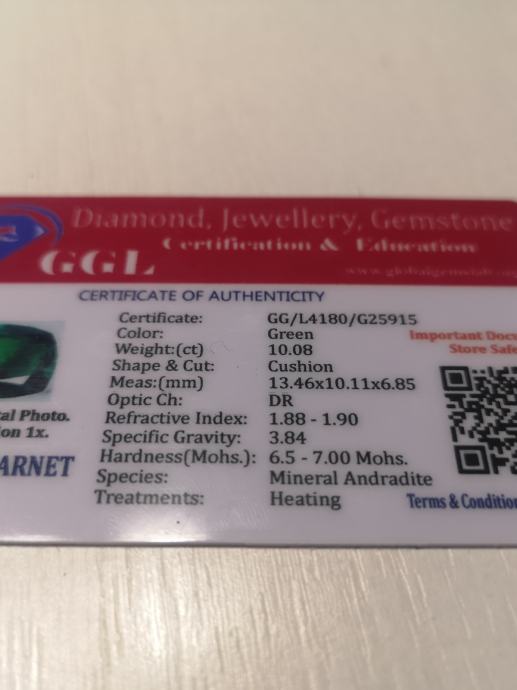 Diamond, Jewellery, Gemstone
Certification & Education
GGL
CERTIFICATE OF AUTHENTICITY
Certificate: GG/L4180/G25915
Color: Green
Weight:(ct) 10.08
Shape & Cut: Cushion
Meas:(mm) 13.46x10.11x6.85
Optic Ch: DR
Refractive Index: 1.88 - 1.90
Specific Gravity: 3.84
Hardness(Mohs.): 6.5 - 7.00 Mohs.
Species: Mineral Andradite
Treatments: Heating
Important Docu
Store Safe
tal Photo.
ion 1x.
ARNET
Terms & Condition